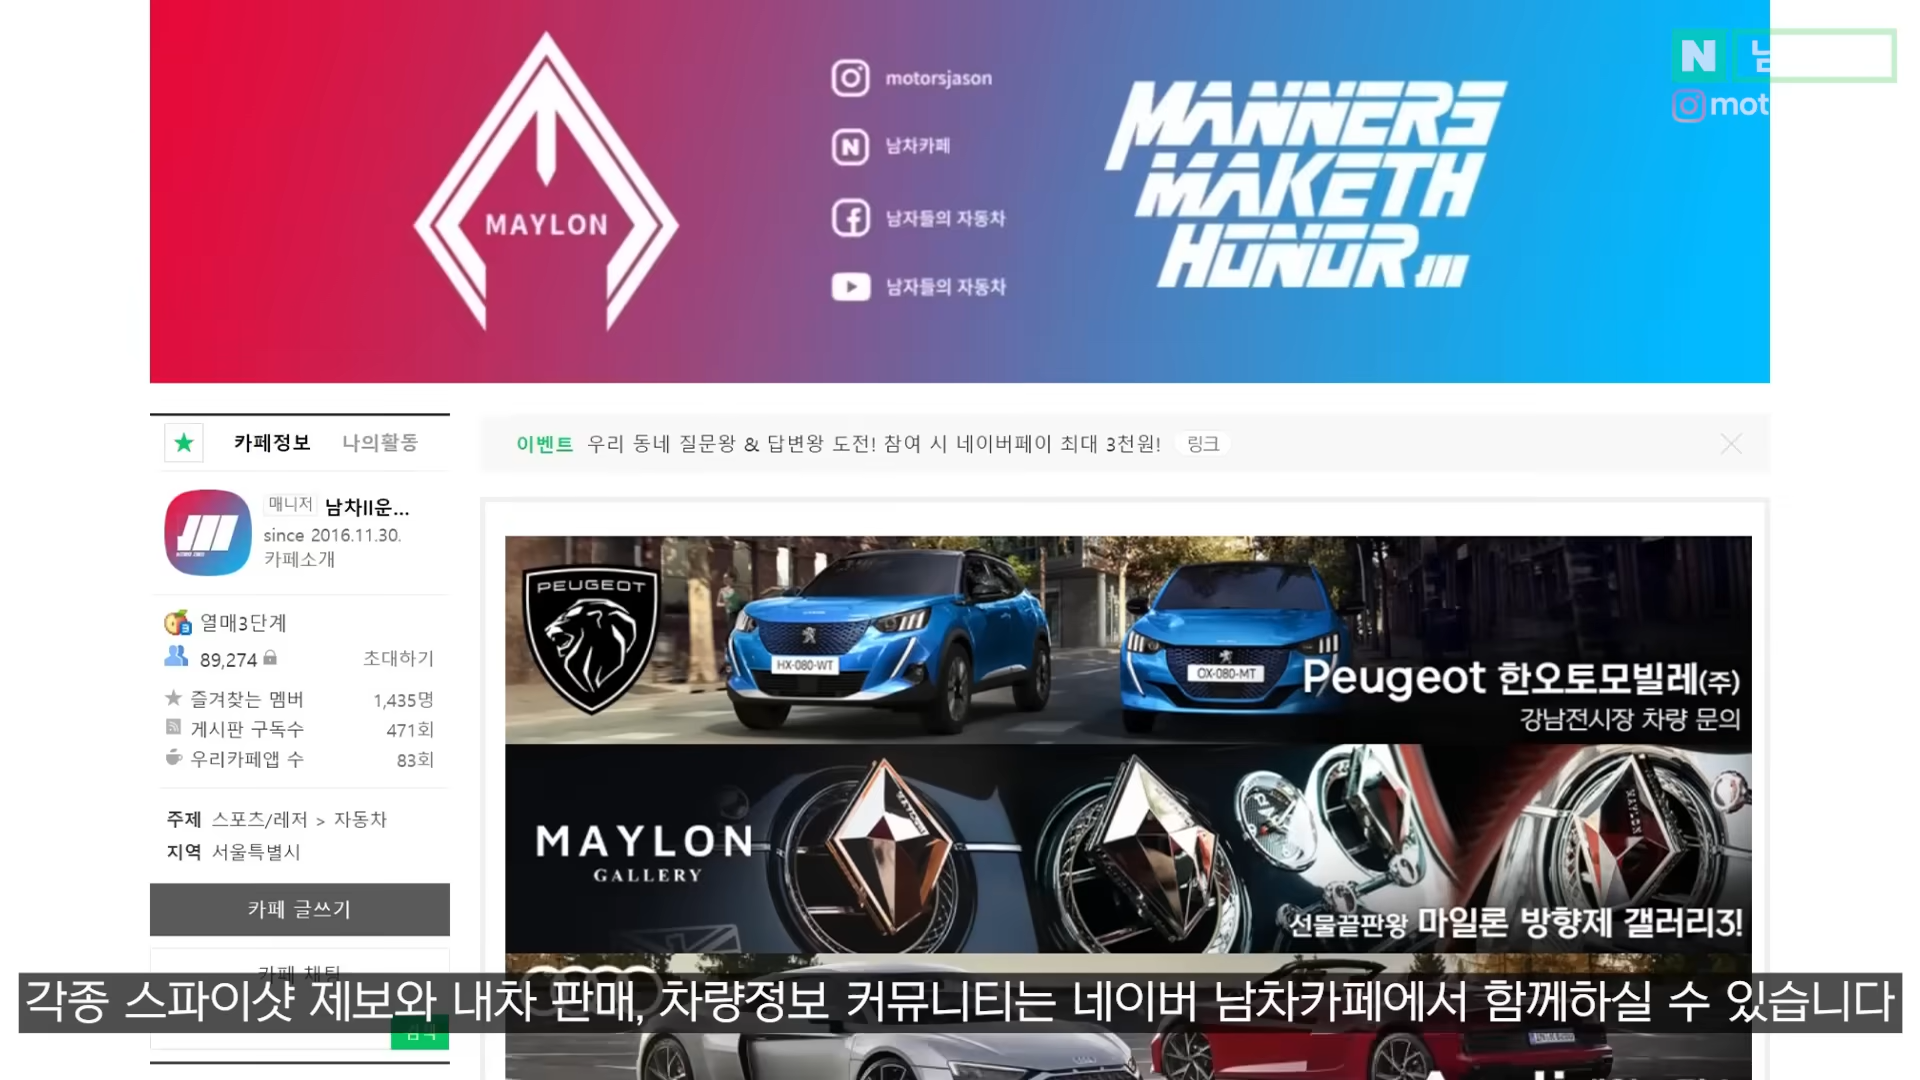 MAYLON
motorsjason
남차카페
남자들의 자동차
남자들의 자동차
MANNERS
MAKETH
HONOR
N
mot
카페정보 나의활동
이벤트 우리 동네 질문왕 & 답변왕 도전! 참여 시 네이버페이 최대 3천원! 링크
매니저 남차II운...
since 2016.11.30.
카페소개
열매3단계
89,274 초대하기
즐겨찾는 멤버 1,435명
게시판 구독수 471회
우리카페앱 수 83회
주제 스포츠/레저 > 자동차
지역 서울특별시
카페 글쓰기
카페 채팅
검색
PEUGEOT
HX-080-WT
OX-080-MT
Peugeot 한오토모빌레(주)
강남전시장 차량 문의
MAYLON
GALLERY
선물끝판왕 마일론 방향제 갤러리3!
각종 스파이샷 제보와 내차 판매, 차량정보 커뮤니티는 네이버 남차카페에서 함께하실 수 있습니다